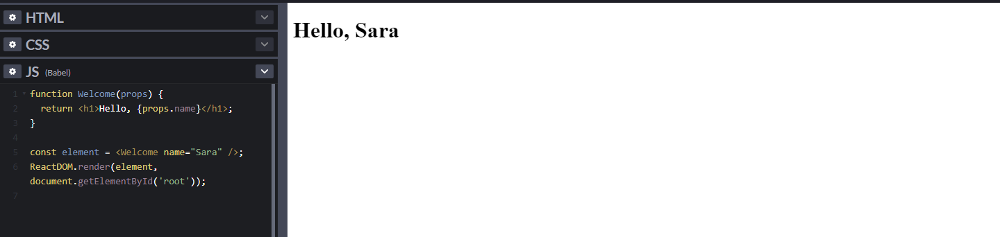 HTML
CSS
JS (Babel)
1 function Welcome(props) {
2 return <h1>Hello, {props.name}</h1>;
3 }
4
5 const element = <Welcome name="Sara" />;
6 ReactDOM.render(element,
document.getElementById('root'));
7
Hello, Sara